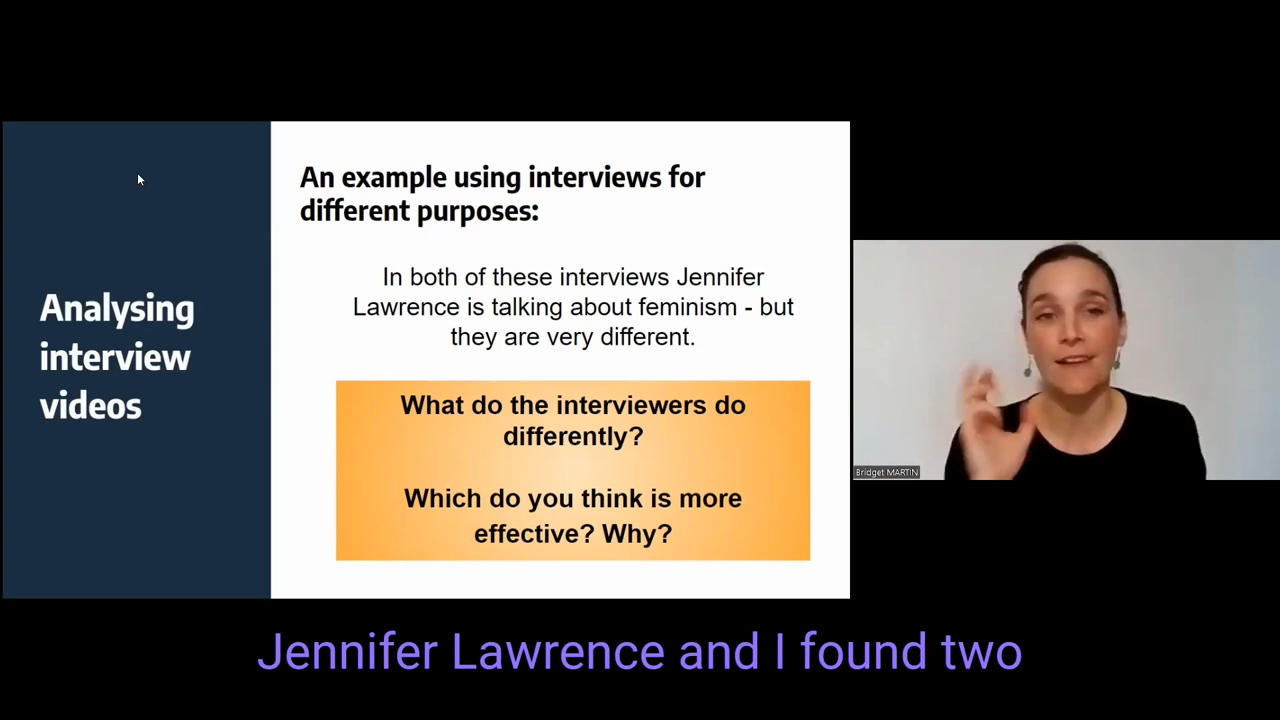 Analysing
interview
videos
An example using interviews for
different purposes:
In both of these interviews Jennifer
Lawrence is talking about feminism - but
they are very different.
What do the interviewers do
differently?
Which do you think is more
effective? Why?
Bridget MARTIN
Jennifer Lawrence and I found two